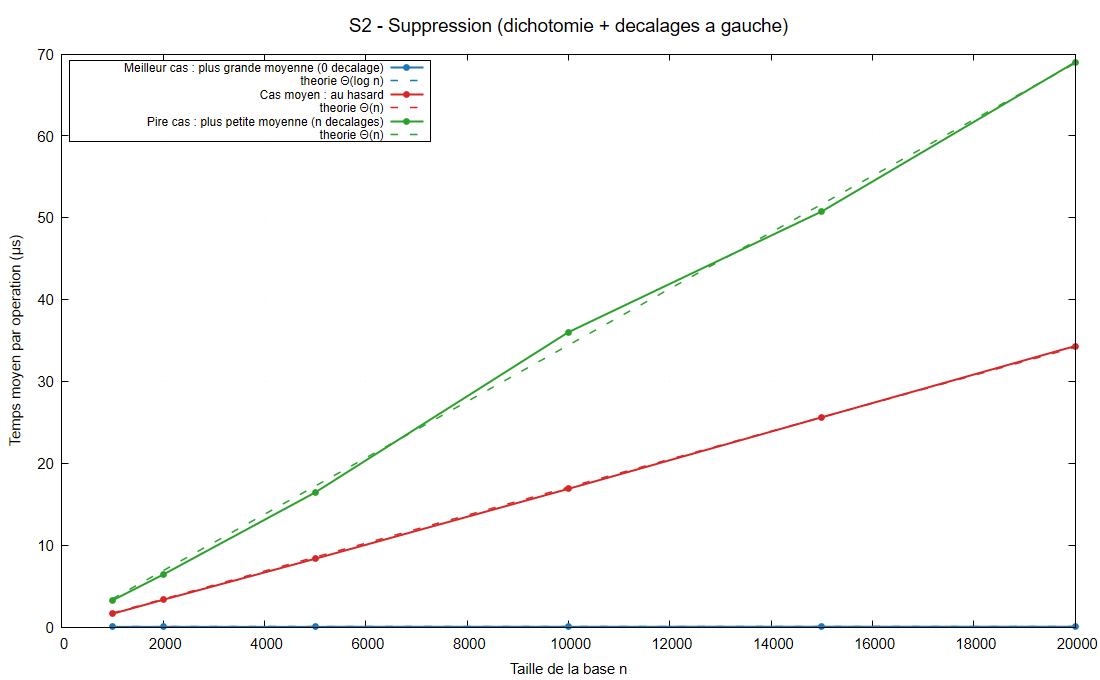 S2 - Suppression (dichotomie + decalages a gauche)
70
60
50
40
30
20
10
0
Temps moyen par operation (µs)
Meilleur cas : plus grande moyenne (0 decalage)
theorie Θ(log n)
Cas moyen : au hasard
theorie Θ(n)
Pire cas : plus petite moyenne (n decalages)
theorie Θ(n)
0 2000 4000 6000 8000 10000 12000 14000 16000 18000 20000
Taille de la base n